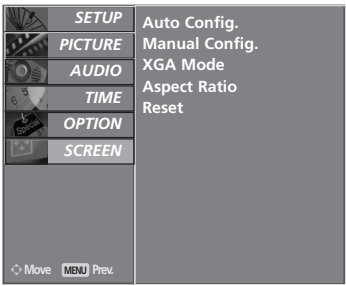 SETUP
PICTURE
AUDIO
TIME
OPTION
SCREEN
Auto Config.
Manual Config.
XGA Mode
Aspect Ratio
Reset
Move MENU Prev.